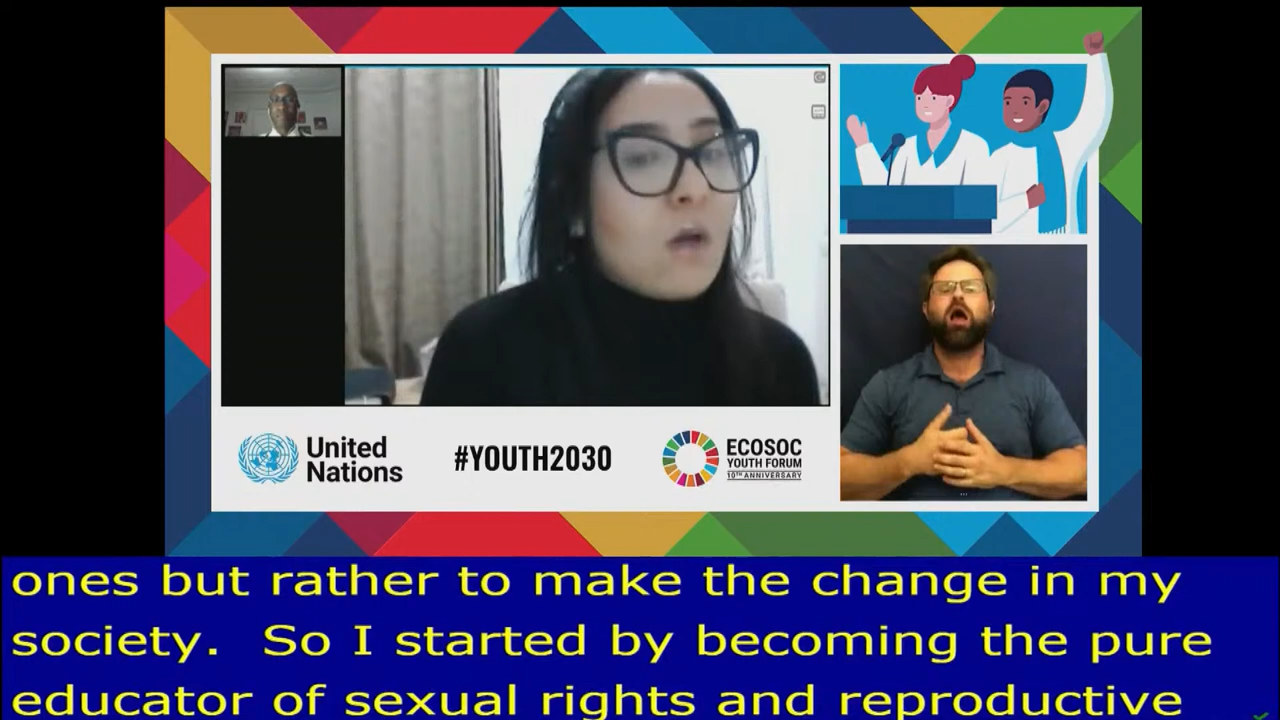 United
Nations
#YOUTH2030
ECOSOC
YOUTH FORUM
10TH ANNIVERSARY
ones but rather to make the change in my
society.  So I started by becoming the pure
educator of sexual rights and reproductive